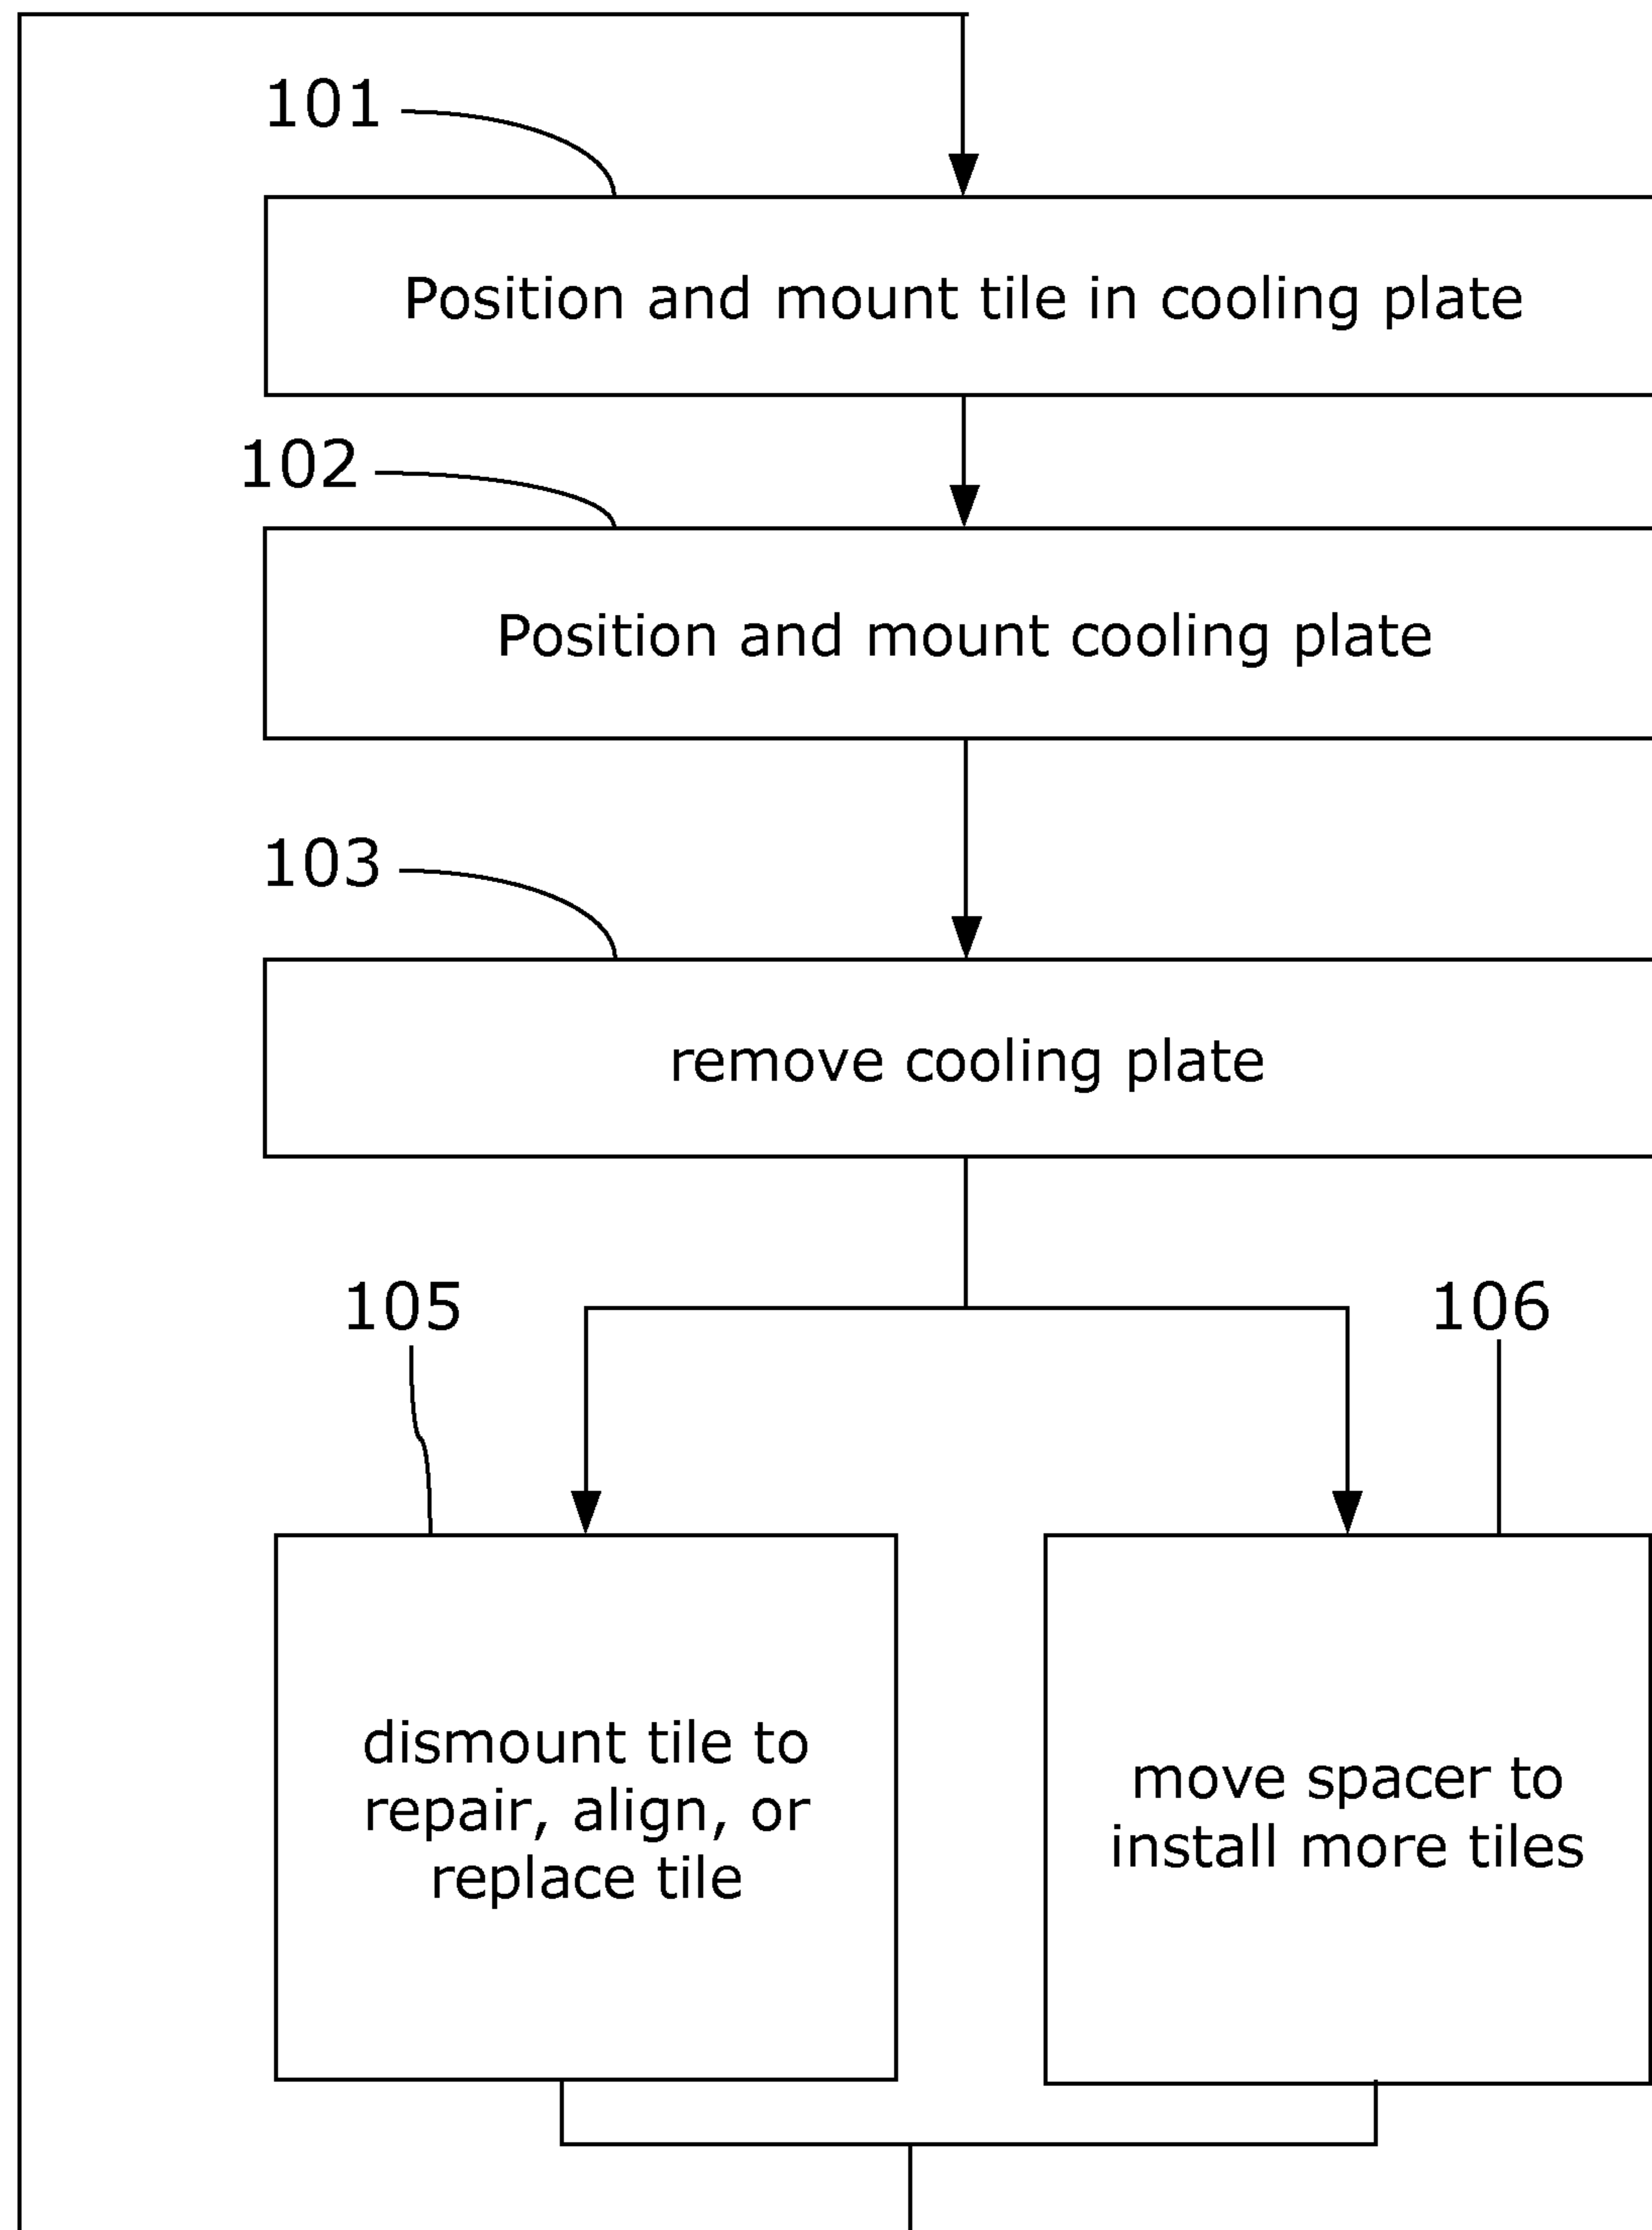 101
Position and mount tile in cooling plate
102
Position and mount cooling plate
103
remove cooling plate
105
106
dismount tile to
repair, align, or
replace tile
move spacer to
install more tiles